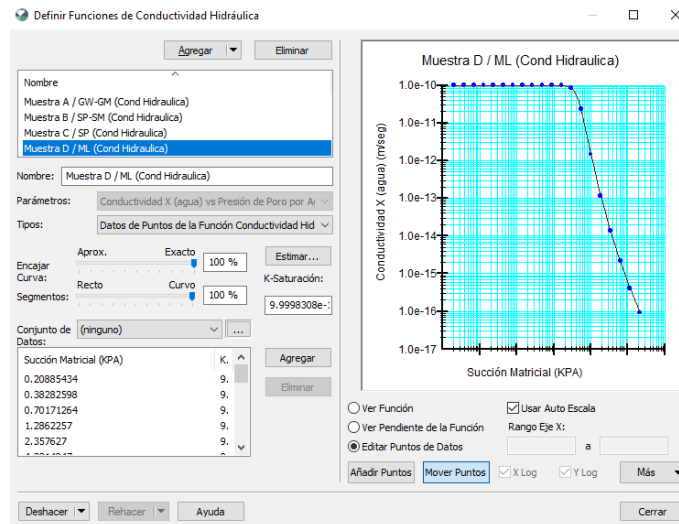 Definir Funciones de Conductividad Hidráulica
Agregar
Eliminar
Nombre
Muestra A / GW-GM (Cond Hidraulica)
Muestra B / SP-SM (Cond Hidraulica)
Muestra C / SP (Cond Hidraulica)
Muestra D / ML (Cond Hidraulica)
Nombre: Muestra D / ML (Cond Hidraulica)
Parámetros: Conductividad X (agua) vs Presión de Poro por A
Tipos: Datos de Puntos de la Función Conductividad Hid
Aprox. Exacto
Encajar Curva: 100 %
Estimar...
Recto Curvo
Segmentos: 100 %
K-Saturación:
9.9998308e-
Conjunto de Datos: (ninguno) ...
Succión Matricial (KPA) K.
0.20885434 9.
0.38282598 9.
0.70171264 9.
1.2862257 9.
2.357627 9.
Agregar
Eliminar
Deshacer
Rehacer
Ayuda
Muestra D / ML (Cond Hidraulica)
Conductividad X (agua) (m/seg)
1.0e-10
1.0e-11
1.0e-12
1.0e-13
1.0e-14
1.0e-15
1.0e-16
1.0e-17
Succión Matricial (KPA)
Ver Función
Usar Auto Escala
Ver Pendiente de la Función
Rango Eje X:
Editar Puntos de Datos
a
Añadir Puntos
Mover Puntos
X Log
Y Log
Más
Cerrar